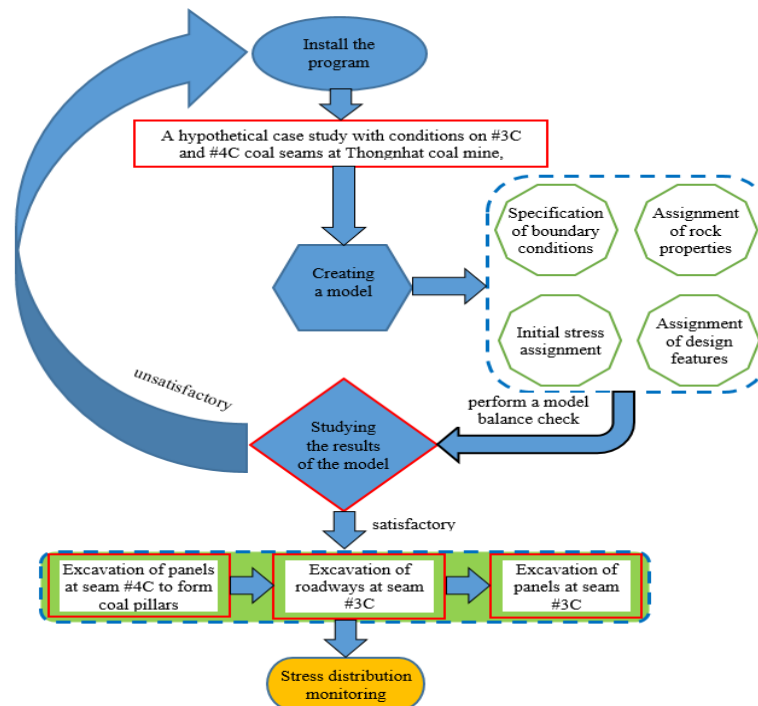 Install the
program
A hypothetical case study with conditions on #3C
and #4C coal seams at Thongnhat coal mine,
Creating
a model
Specification
of boundary
conditions
Assignment
of rock
properties
Initial stress
assignment
Assignment
of design
features
perform a model
balance check
unsatisfactory
Studying
the results
of the model
satisfactory
Excavation of panels
at seam #4C to form
coal pillars
Excavation of
roadways at seam
#3C
Excavation of
panels at seam
#3C
Stress distribution
monitoring